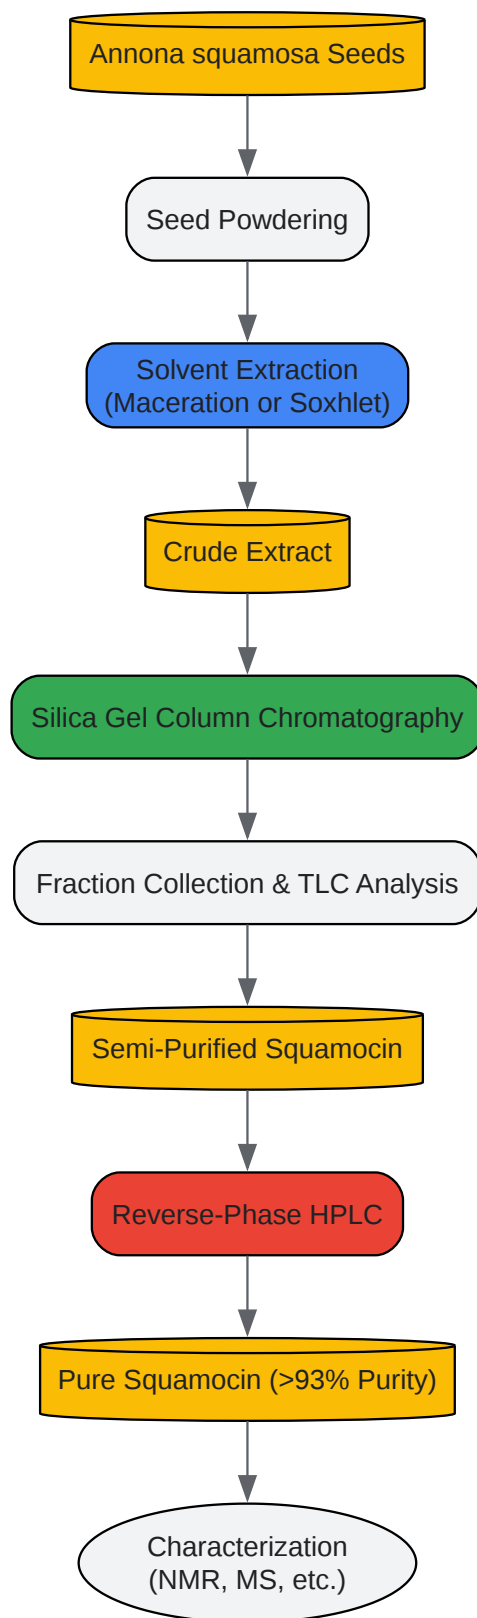 Annona squamosa Seeds
Seed Powdering
Solvent Extraction
(Maceration or Soxhlet)
Crude Extract
Silica Gel Column Chromatography
Fraction Collection & TLC Analysis
Semi-Purified Squamocin
Reverse-Phase HPLC
Pure Squamocin (>93% Purity)
Characterization
(NMR, MS, etc.)